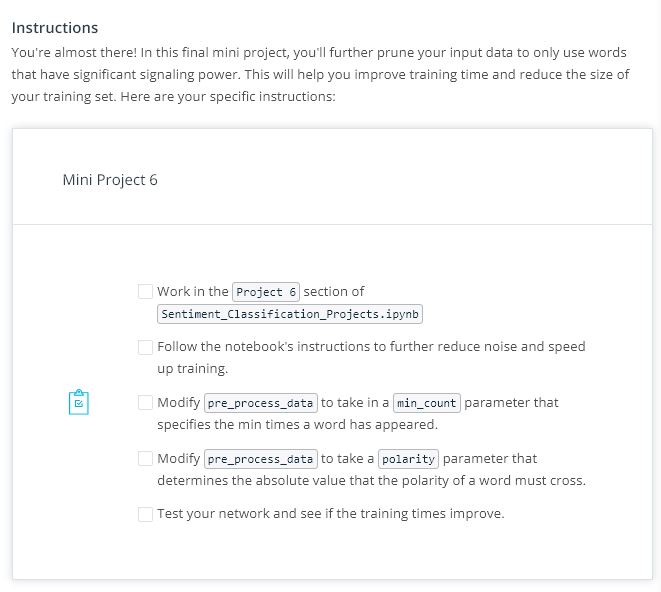 Instructions
You're almost there! In this final mini project, you'll further prune your input data to only use words
that have significant signaling power. This will help you improve training time and reduce the size of
your training set. Here are your specific instructions:
Mini Project 6
Work in the Project 6 section of
Sentiment_Classification_Projects.ipynb
Follow the notebook's instructions to further reduce noise and speed
up training.
Modify pre_process_data to take in a min_count parameter that
specifies the min times a word has appeared.
Modify pre_process_data to take a polarity parameter that
determines the absolute value that the polarity of a word must cross.
Test your network and see if the training times improve.